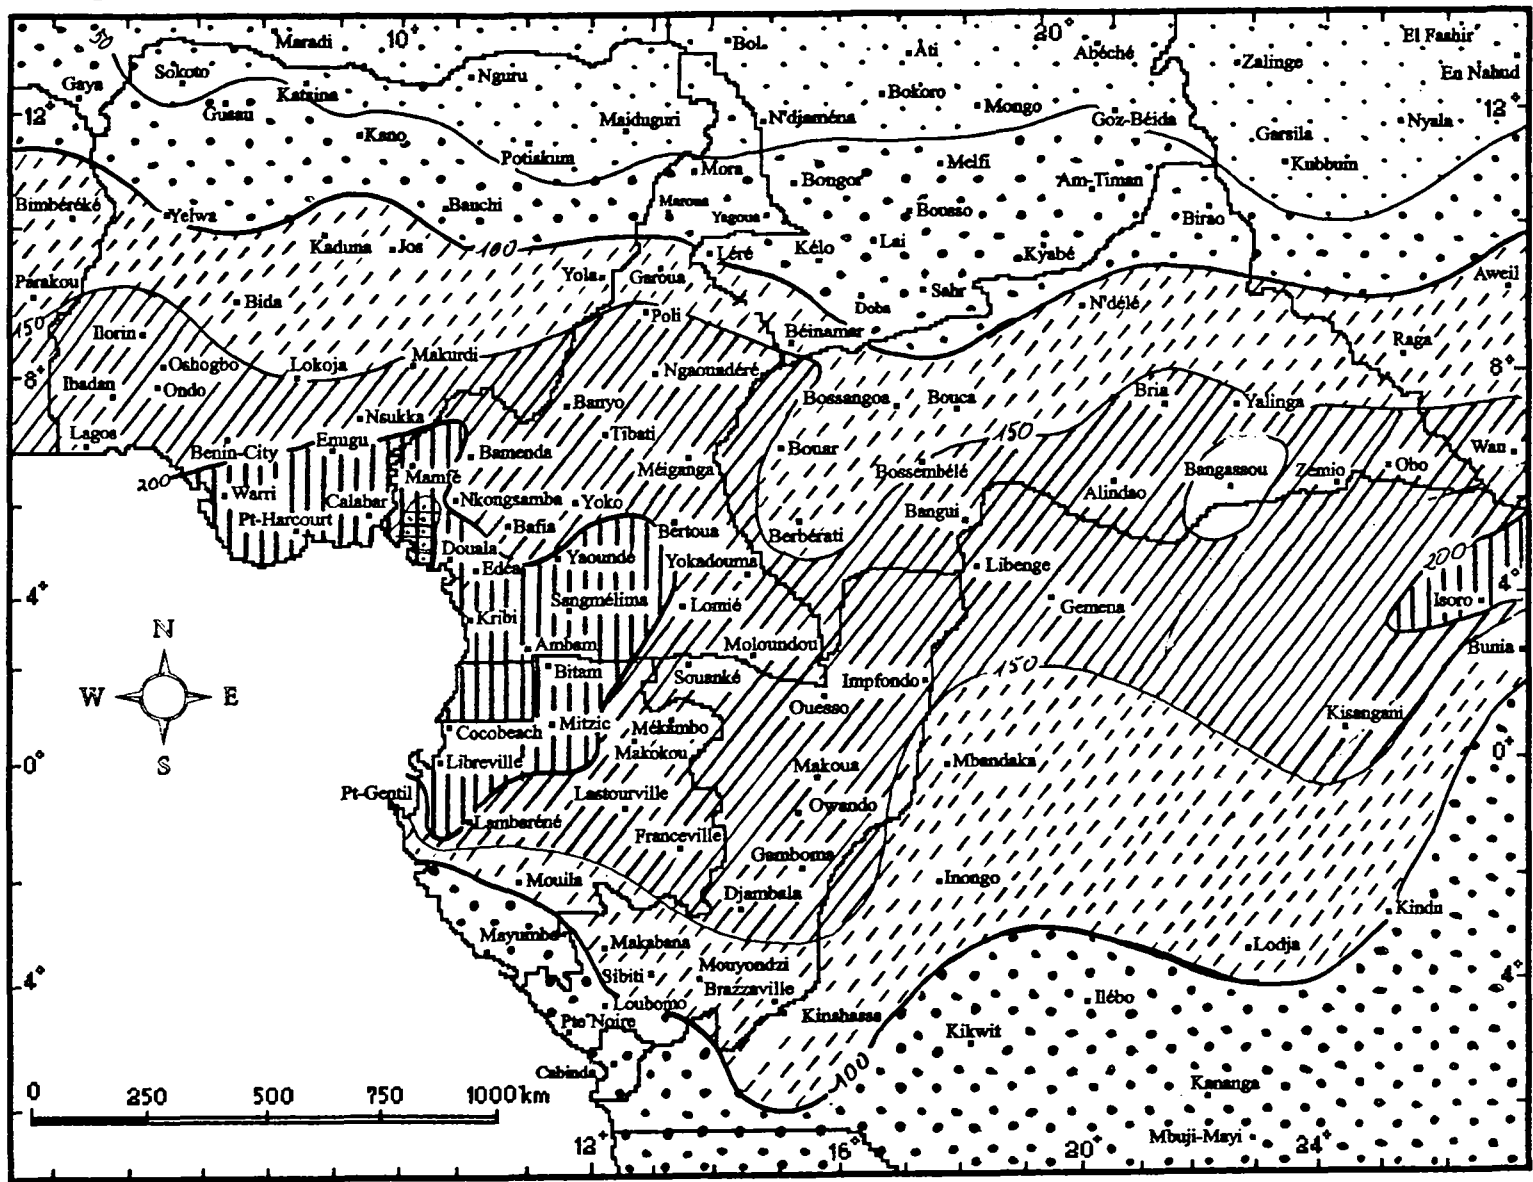 50
Maradi
10°
Bol
Ati
20°
Abéché
El Fashir
Gaya
Sokoto
Nguru
Zalinge
En Nahud
Katsina
Bokoro
Mongo
12°
Gusau
Maiduguri
N'djaména
Goz-Béida
Garsila
Nyala
12°
Kano
Potiskum
Mora
Bongor
Melfi
Am-Timan
Kubbum
Bimbéréké
Yelwa
Bauchi
Maroua
Yagoua
Bousso
Birao
Kaduna
Jos
100
Léré
Kélo
Lai
Kyabé
Parakou
Yola
Garoua
Aweil
Bida
Doba
Sahr
N'délé
150
Ilorin
Poli
Béinamar
Raga
Oshogbo
Lokoja
Makurdi
Ngaoundéré
8°
Ibadan
Ondo
Banyo
Bossangoa
Bouca
Bria
Yalinga
8°
Nsukka
Lagos
Enugu
Tibati
150
Benin-City
Bamenda
Méiganga
Bouar
Bossembélé
Bangassou
Zémio
Obo
Wan
200
Warri
Calabar
Mamfé
Nkongsamba
Yoko
Alindao
Pt-Harcourt
Bafia
Bertoua
Berbérati
Bangui
Douala
Yaoundé
Yokadouma
Libenge
200
Edéa
4°
Sangmélima
Lomié
Gemena
Isoro
4°
Kribi
N
Ambam
Moloundou
Bunia
W
E
Bitam
Souanké
Impfondo
150
Ouesso
Kisangani
S
Cocobeach
Mitzic
Mékambo
0°
Libreville
Makokou
Makoua
Mbandaka
0°
Pt-Gentil
Lastourville
Owando
Lambaréné
Franceville
Gamboma
Mouila
Djambala
Inongo
Kindu
Mayumba
Makabana
Lodja
4°
Sibiti
Mouyondzi
4°
Brazzaville
Loubomo
Ilébo
Pte Noire
Kinshassa
Kikwit
Cabinda
100
Kananga
0
250
500
750
1000 km
12°
16°
20°
Mbuji-Mayi
24°